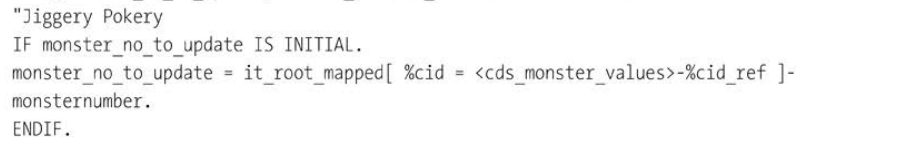 "Jiggery Pokery
IF monster_no_to_update IS INITIAL.
monster_no_to_update = it_root_mapped[ %cid = <cds_monster_values>-%cid_ref ]-
monsternumber.
ENDIF.